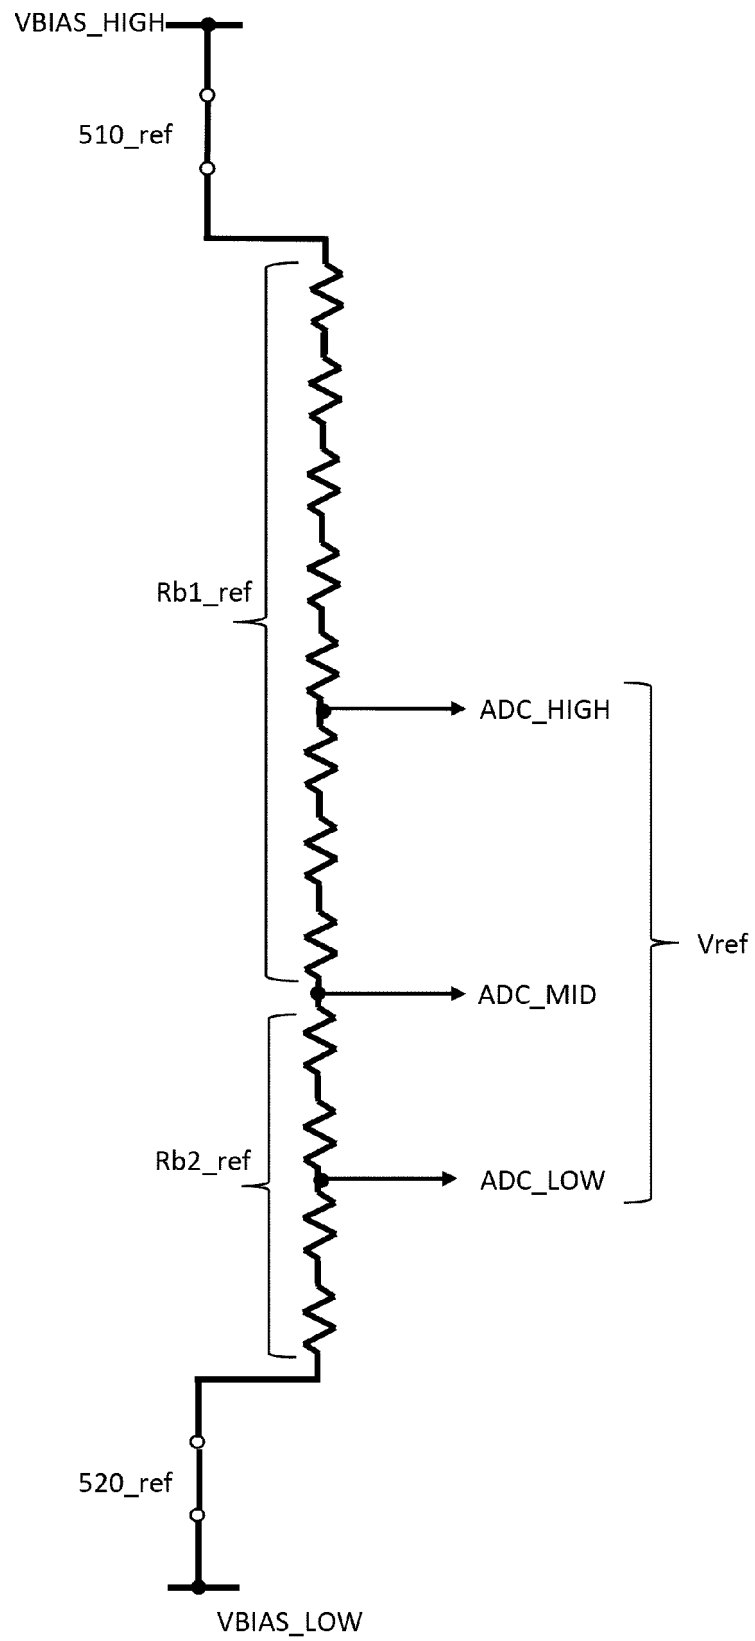 VBIAS_HIGH
510_ref
Rb1_ref
ADC_HIGH
Vref
ADC_MID
Rb2_ref
ADC_LOW
520_ref
VBIAS_LOW